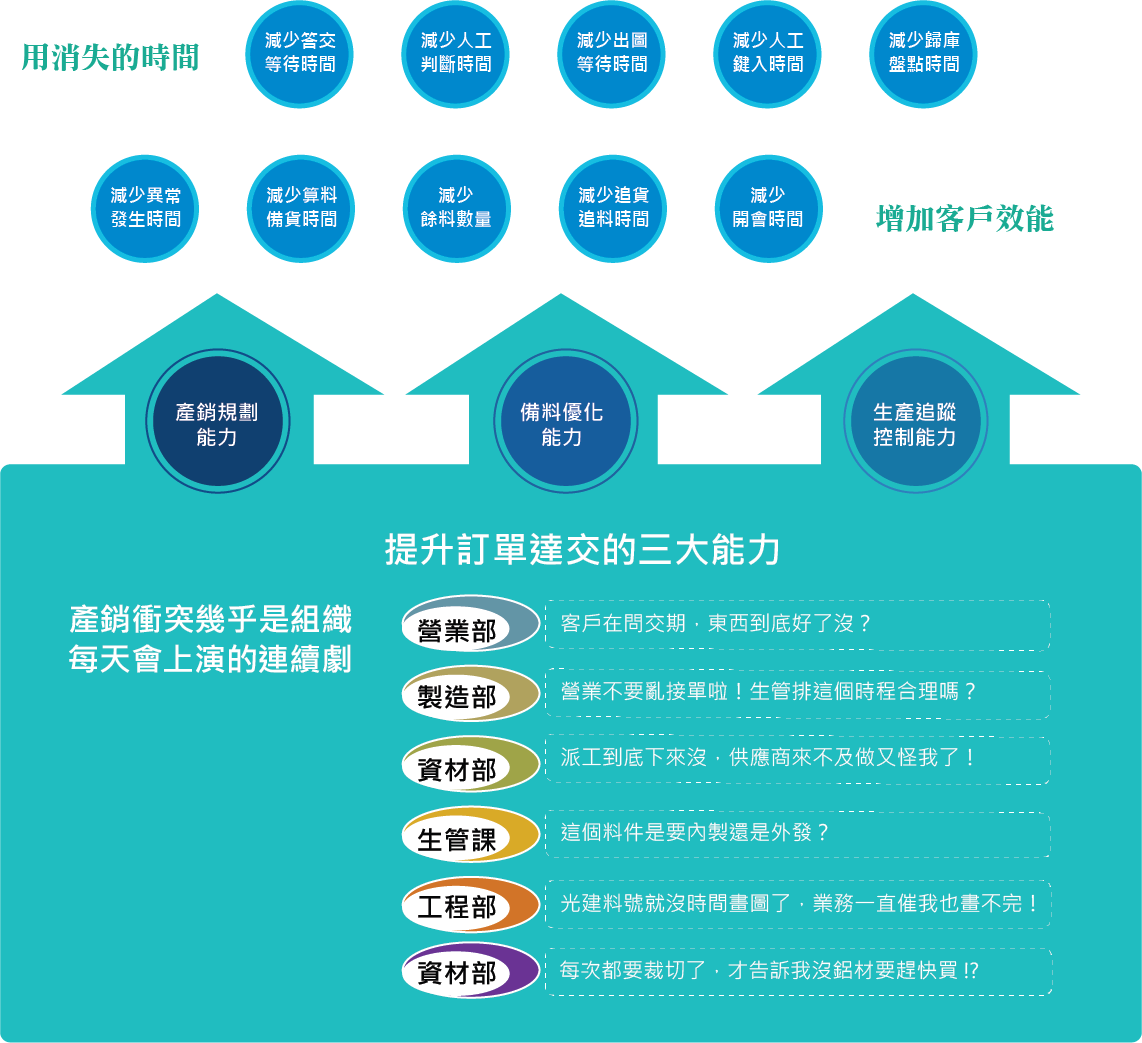 用消失的時間
減少答交
等待時間
減少人工
判斷時間
減少出圖
等待時間
減少人工
鍵入時間
減少歸庫
盤點時間
減少異常
發生時間
減少算料
備貨時間
減少
餘料數量
減少追貨
追料時間
減少
開會時間
增加客戶效能
產銷規劃
能力
備料優化
能力
生產追蹤
控制能力
提升訂單達交的三大能力
產銷衝突幾乎是組織
每天會上演的連續劇
營業部
客戶在問交期，東西到底好了沒？
製造部
營業不要亂接單啦！生管排這個時程合理嗎？
資材部
派工到底下來沒，供應商來不及做又怪我了！
生管課
這個料件是要內製還是外發？
工程部
光建料號就沒時間畫圖了，業務一直催我也畫不完！
資材部
每次都要裁切了，才告訴我沒鋁材要趕快買!?